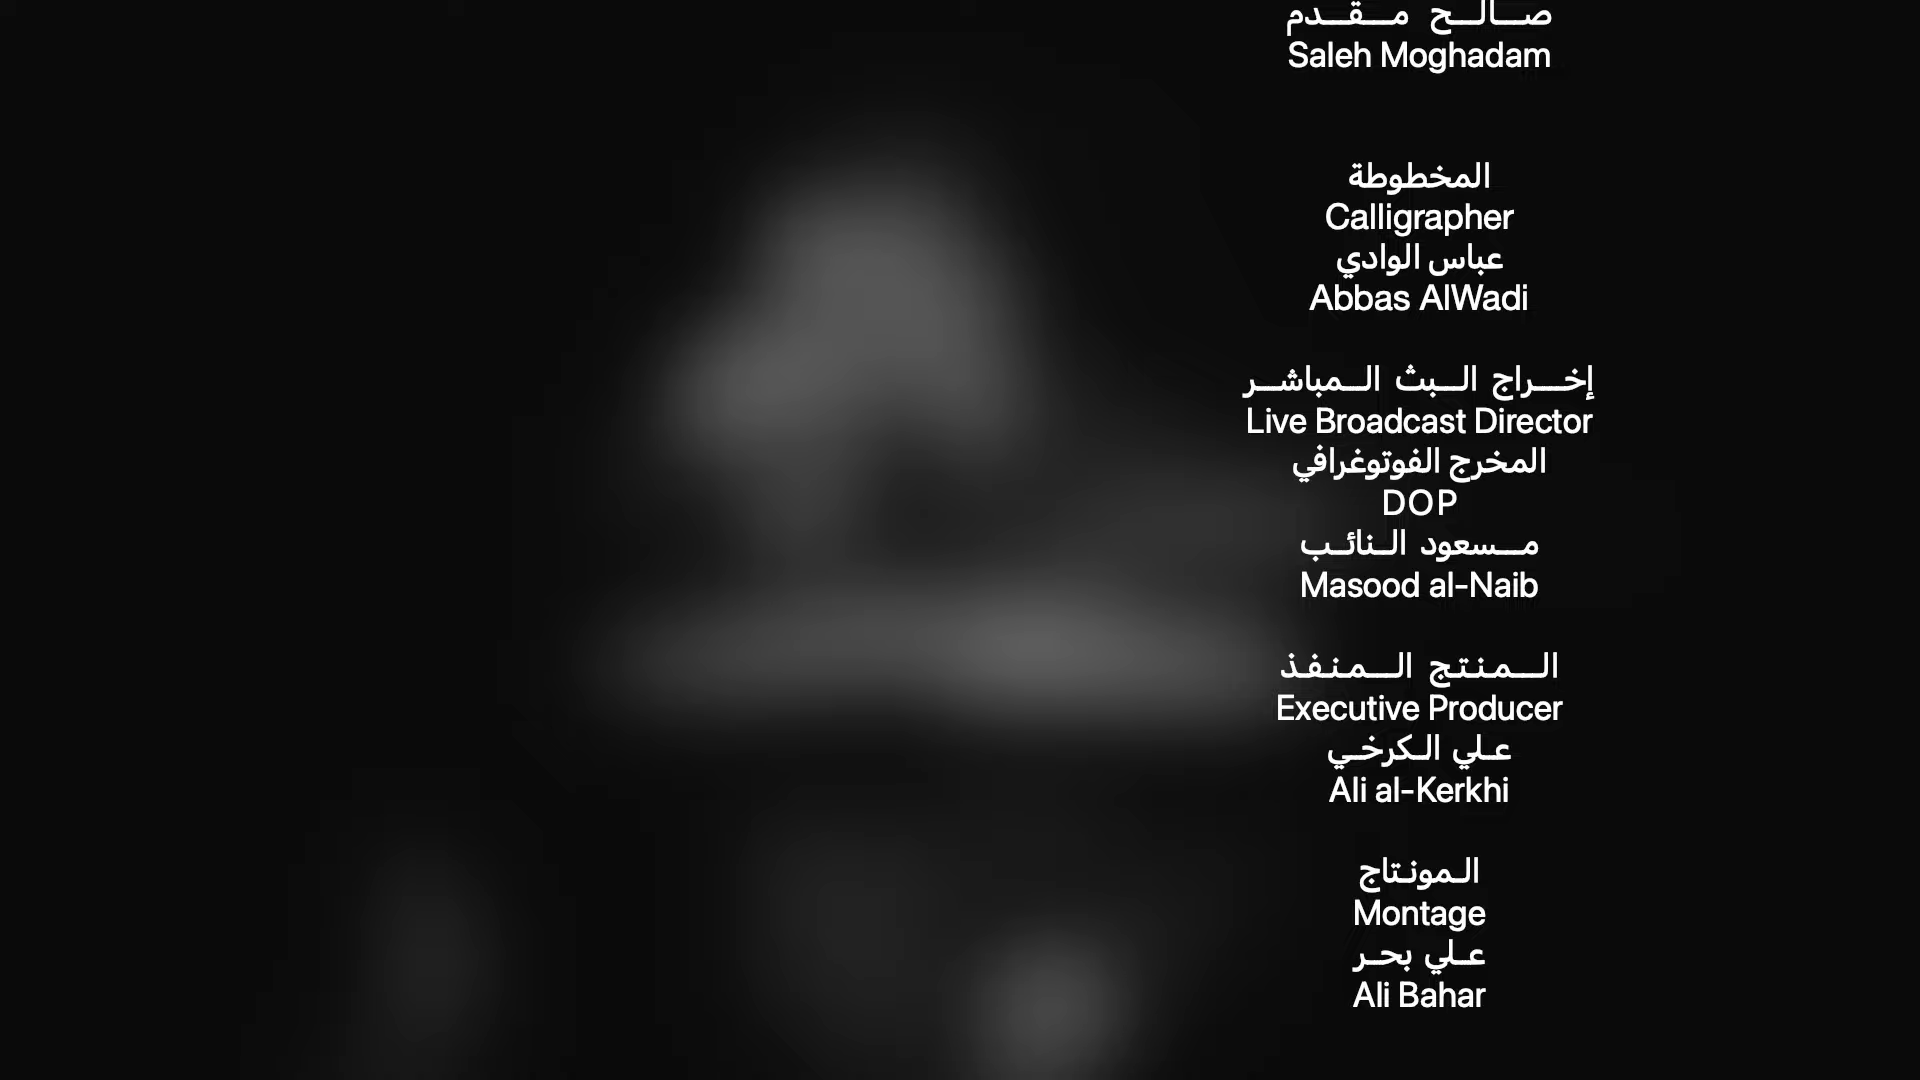 صالح مقدم
Saleh Moghadam
المخطوطة
Calligrapher
عباس الوادي
Abbas AlWadi
إخراج البث المباشر
Live Broadcast Director
المخرج الفوتوغرافي
DOP
مسعود النائب
Masood al-Naib
المنتج المنفذ
Executive Producer
علي الكرخي
Ali al-Kerkhi
المونتاج
Montage
علي بحر
Ali Bahar